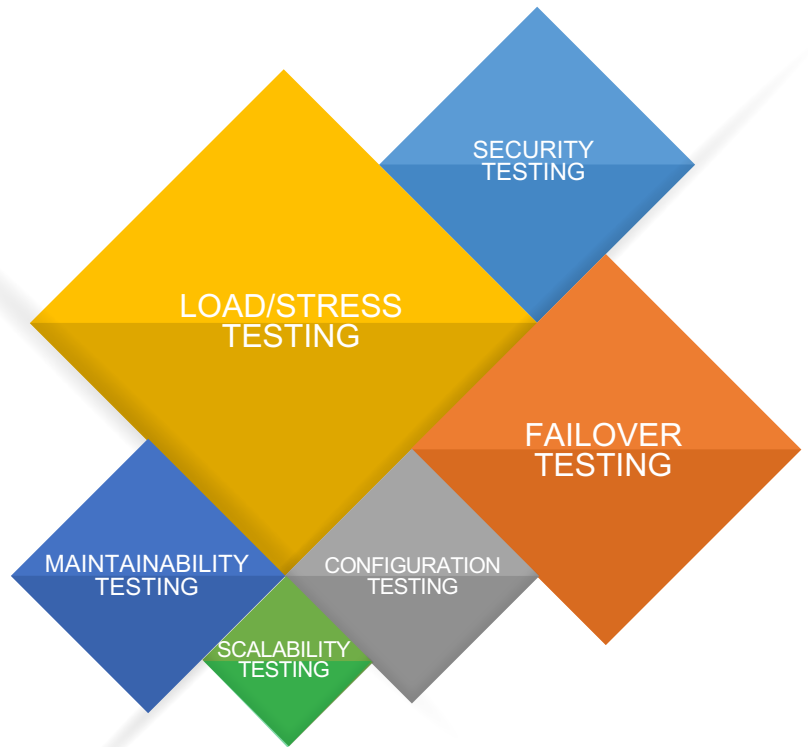 SECURITY
TESTING
LOAD/STRESS
TESTING
FAILOVER
TESTING
MAINTAINABILITY
TESTING
CONFIGURATION
TESTING
SCALABILITY
TESTING